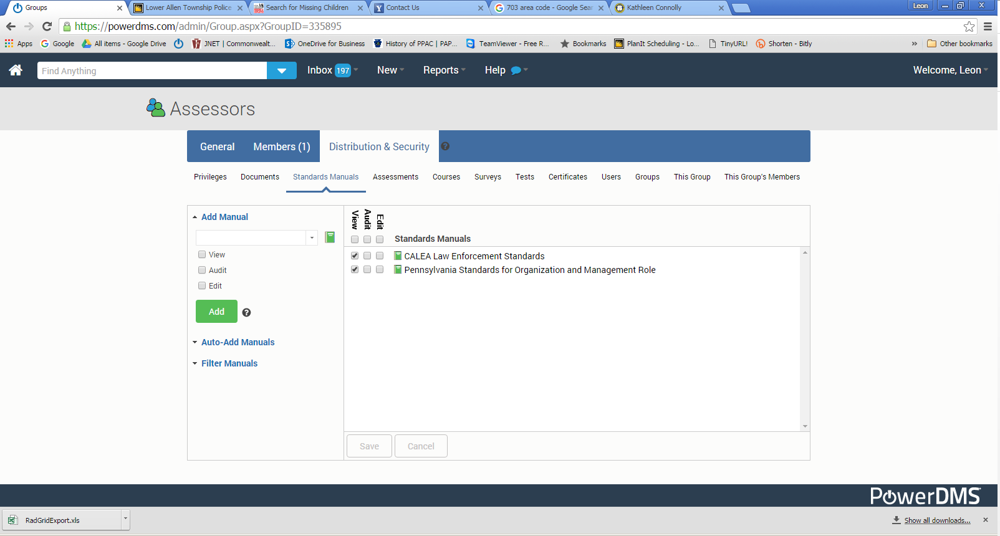 Groups
Lower Allen Township Police
Search for Missing Children
Contact Us
703 area code - Google Sear
Kathleen Connolly
Leon
https://powerdms.com/admin/Group.aspx?GroupID=335895
Apps
Google
All items - Google Drive
JNET | Commonwealt...
OneDrive for Business
History of PPAC | PAP...
TeamViewer - Free R...
Bookmarks
PlanIt Scheduling - Lo...
TinyURL!
Shorten - Bitly
»
Other bookmarks
Find Anything
Inbox 197
New
Reports
Help
Welcome, Leon
Assessors
General
Members (1)
Distribution & Security
?
Privileges
Documents
Standards Manuals
Assessments
Courses
Surveys
Tests
Certificates
Users
Groups
This Group
This Group's Members
Add Manual
View
Audit
Edit
Add
?
Auto-Add Manuals
Filter Manuals
View
Audit
Edit
Standards Manuals
CALEA Law Enforcement Standards
Pennsylvania Standards for Organization and Management Role
Save
Cancel
PowerDMS
RadGridExport.xls
Show all downloads...